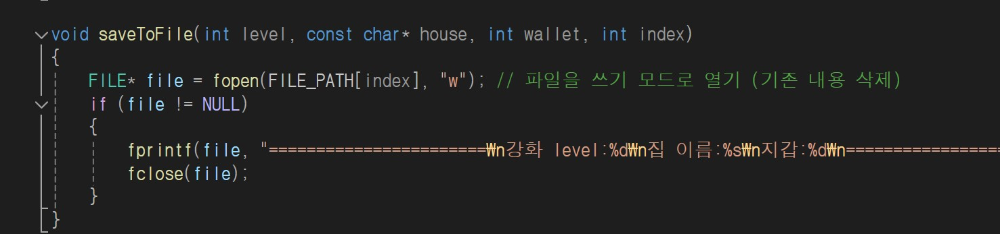 void saveToFile(int level, const char* house, int wallet, int index)
{
FILE* file = fopen(FILE_PATH[index], "w"); // 파일을 쓰기 모드로 열기 (기존 내용 삭제)
if (file != NULL)
{
fprintf(file, "=======================₩n강화 level:%d₩n집 이름:%s₩n지갑:%d₩n=================
fclose(file);
}
}